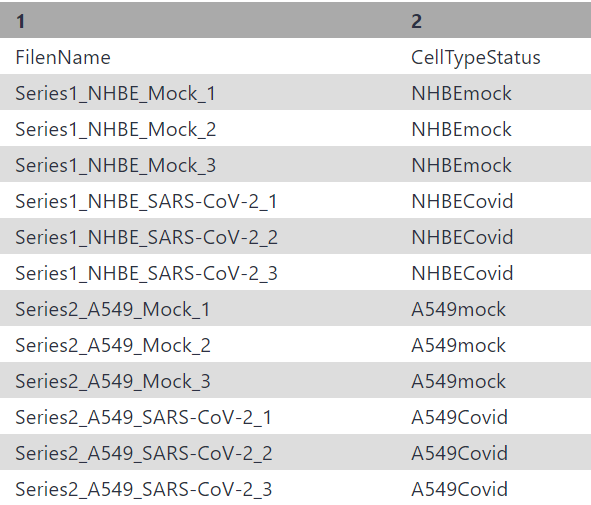 1 2
FilenName CellTypeStatus
Series1_NHBE_Mock_1 NHBEmock
Series1_NHBE_Mock_2 NHBEmock
Series1_NHBE_Mock_3 NHBEmock
Series1_NHBE_SARS-CoV-2_1 NHBECovid
Series1_NHBE_SARS-CoV-2_2 NHBECovid
Series1_NHBE_SARS-CoV-2_3 NHBECovid
Series2_A549_Mock_1 A549mock
Series2_A549_Mock_2 A549mock
Series2_A549_Mock_3 A549mock
Series2_A549_SARS-CoV-2_1 A549Covid
Series2_A549_SARS-CoV-2_2 A549Covid
Series2_A549_SARS-CoV-2_3 A549Covid